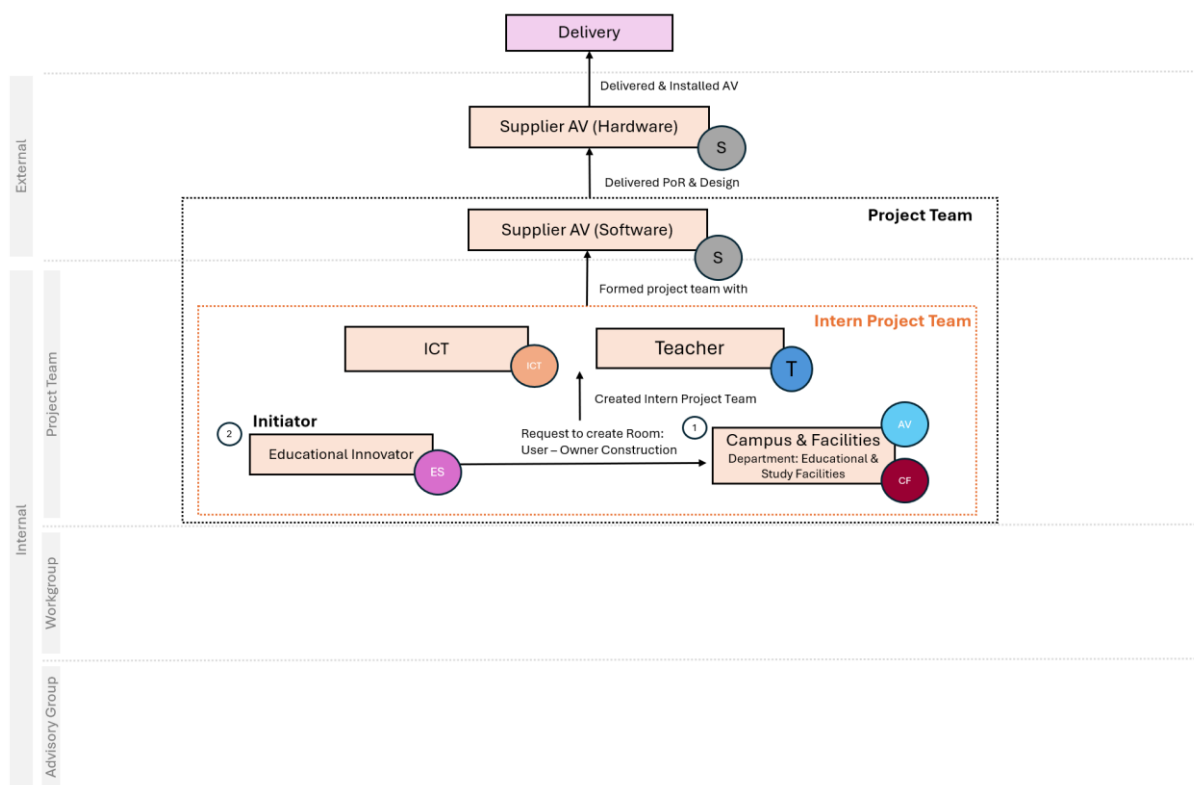 Delivery
Delivered & Installed AV
External
Supplier AV (Hardware)
S
Delivered PoR & Design
Project Team
Supplier AV (Software)
S
Formed project team with
Internal
Project Team
Intern Project Team
ICT
ICT
Teacher
T
Created Intern Project Team
2
Initiator
Educational Innovator
ES
Request to create Room:
User – Owner Construction
1
Campus & Facilities
Department: Educational &
Study Facilities
AV
CF
Workgroup
Advisory Group